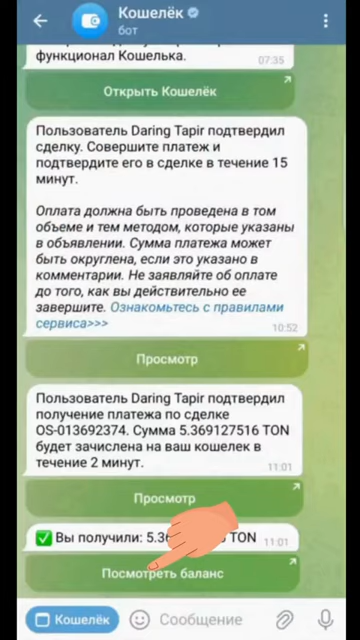 Кошелёк
бот
функционал Кошелька.
07:35
Открыть Кошелёк
Пользователь Daring Tapir подтвердил
сделку. Совершите платеж и
подтвердите его в сделке в течение 15
минут.
Оплата должна быть проведена в том
объеме и тем методом, которые указаны
в объявлении. Сумма платежа может
быть округлена, если это указано в
комментарии. Не заявляйте об оплате
до того, как вы действительно ее
завершите. Ознакомьтесь с правилами
сервиса>>>
10:52
Просмотр
Пользователь Daring Tapir подтвердил
получение платежа по сделке
OS-013692374. Сумма 5.369127516 TON
будет зачислена на ваш кошелек в
течение 2 минут.
11:01
Просмотр
Вы получили: 5.36 TON
11:01
Посмотреть баланс
Кошелёк
Сообщение